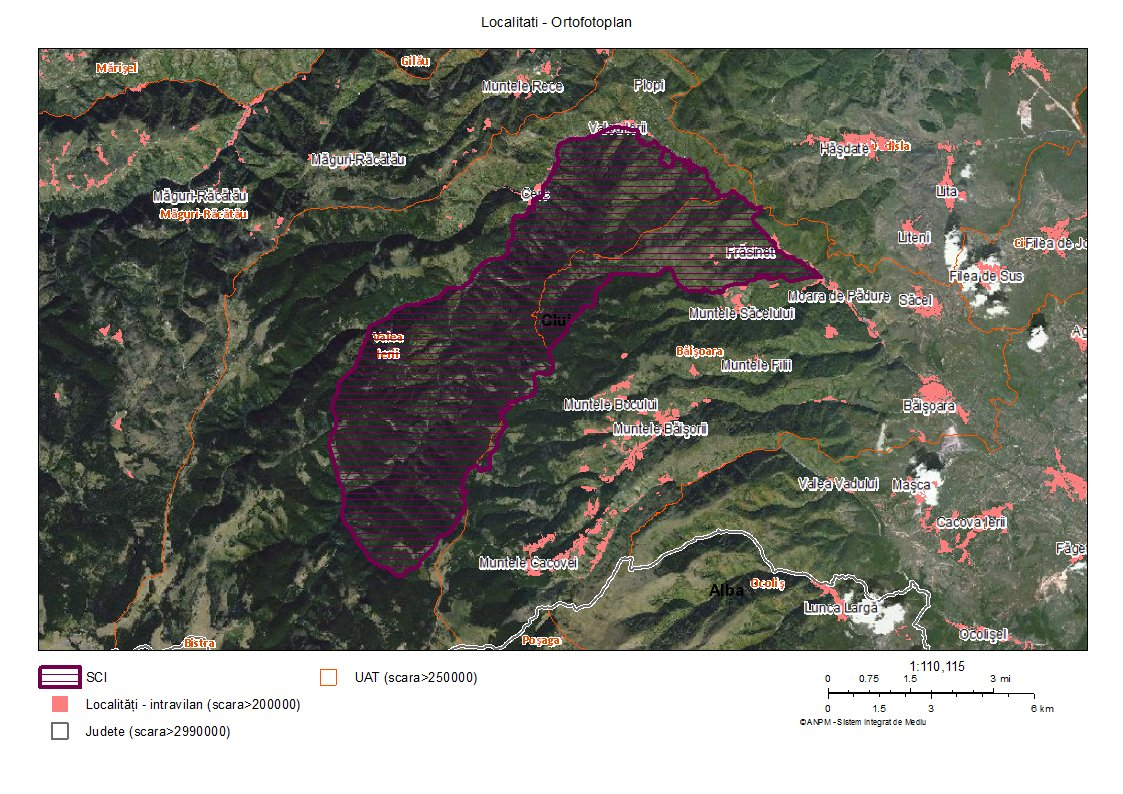 Localitati - Ortofotoplan
Mărișel
Gilău
Muntele Rece
Plopi
Hășdate
Măguri-Răcătău
Măguri-Răcătău
Măguri-Răcătău
Lita
Liteni
Frăsinet
Filea de Sus
Moara de Pădure
Săcel
Muntele Săcelului
Cluj
Valea
Ierii
Băișoara
Muntele Filii
Muntele Bocului
Băișoara
Muntele Băișorii
Valea Vadului
Mașca
Cacova Ierii
Muntele Cacovei
Alba
Ocoliș
Lunca Largă
Ocolișel
Bistra
Poșaga
SCI
UAT (scara>250000)
Localități - intravilan (scara>200000)
Judete (scara>2990000)
1:110,115
0 0.75 1.5 3 mi
0 1.5 3 6 km
©ANPM - Sistem Integrat de Mediu